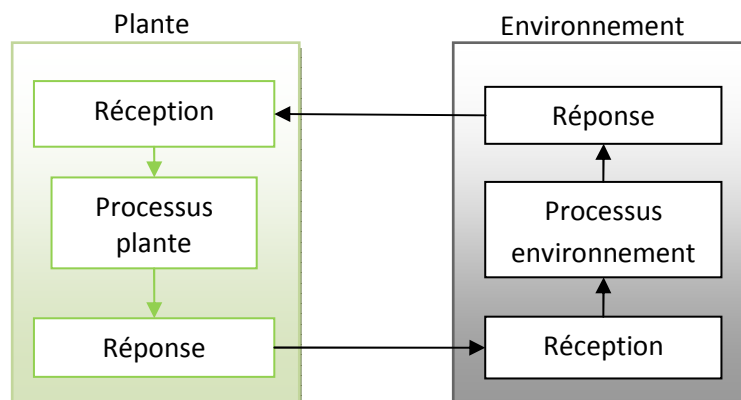 Plante
Réception
Processus
plante
Réponse
Environnement
Réponse
Processus
environnement
Réception